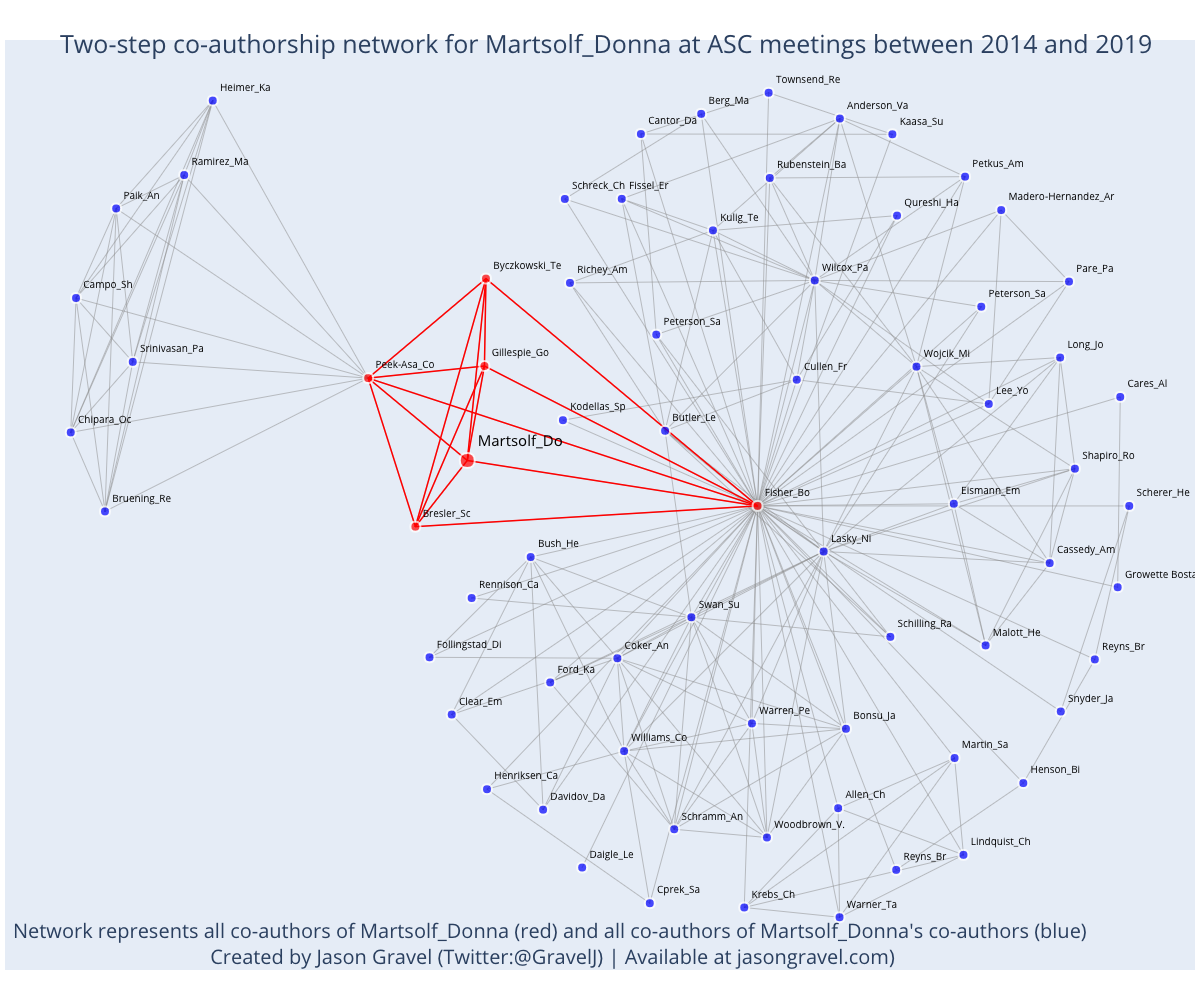 Two-step co-authorship network for Martsolf_Donna at ASC meetings between 2014 and 2019
Townsend_Re
Heimer_Ka
Berg_Ma
Anderson_Va
Cantor_Da
Kaasa_Su
Ramirez_Ma
Rubenstein_Ba
Petkus_Am
Schreck_Ch
Fissel_Er
Paik_An
Madero-Hernandez_Ar
Qureshi_Ha
Kulig_Te
Byczkowski_Te
Richey_Am
Wilcox_Pa
Pare_Pa
Campo_Sh
Peterson_Sa
Peterson_Sa
Srinivasan_Pa
Gillespie_Go
Long_Jo
Wojcik_Mi
Peek-Asa_Co
Cullen_Fr
Cares_Al
Lee_Yo
Kodellas_Sp
Chipara_Oc
Butler_Le
Martsolf_Do
Shapiro_Ro
Fisher_Bo
Eismann_Em
Scherer_He
Bruening_Re
Bresler_Sc
Lasky_Ni
Bush_He
Cassedy_Am
Growette Bosta
Rennison_Ca
Swan_Su
Schilling_Ra
Malott_He
Follingstad_Di
Coker_An
Reyns_Br
Ford_Ka
Clear_Em
Snyder_Ja
Warren_Pe
Bonsu_Ja
Williams_Co
Martin_Sa
Henriksen_Ca
Henson_Bi
Davidov_Da
Allen_Ch
Schramm_An
Woodbrown_V.
Lindquist_Ch
Daigle_Le
Reyns_Br
Cprek_Sa
Krebs_Ch
Warner_Ta
Network represents all co-authors of Martsolf_Donna (red) and all co-authors of Martsolf_Donna's co-authors (blue)
Created by Jason Gravel (Twitter:@GravelJ) | Available at jasongravel.com)